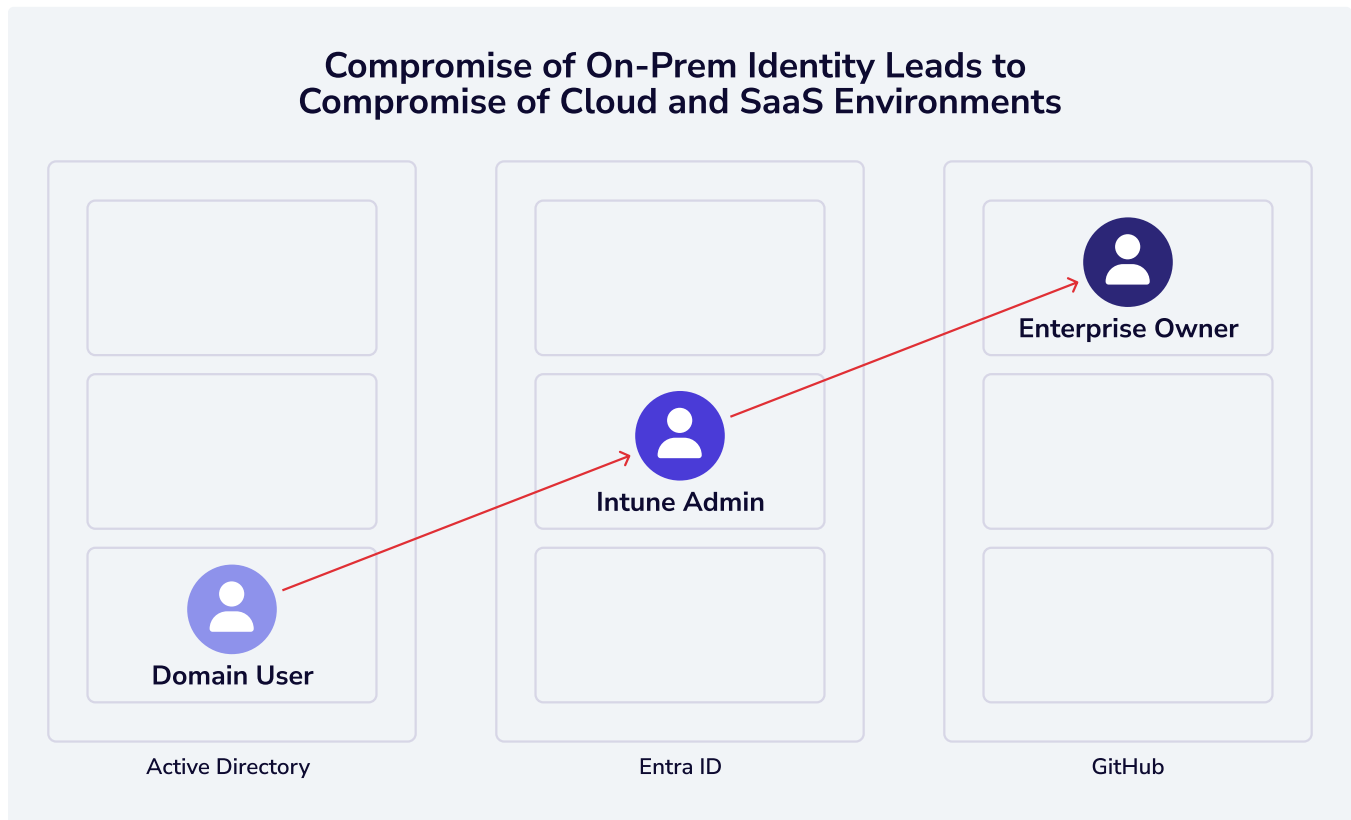 Compromise of On-Prem Identity Leads to
Compromise of Cloud and SaaS Environments
Enterprise Owner
Intune Admin
Domain User
Active Directory
Entra ID
GitHub